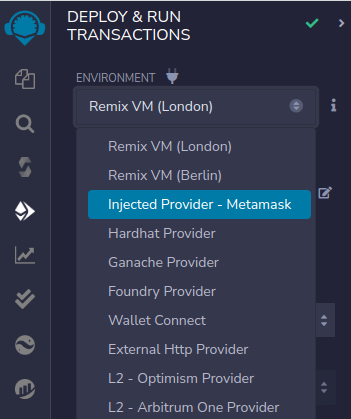 DEPLOY & RUN
TRANSACTIONS
ENVIRONMENT
Remix VM (London)
Remix VM (London)
Remix VM (Berlin)
Injected Provider - Metamask
Hardhat Provider
Ganache Provider
Foundry Provider
Wallet Connect
External Http Provider
L2 - Optimism Provider
L2 - Arbitrum One Provider